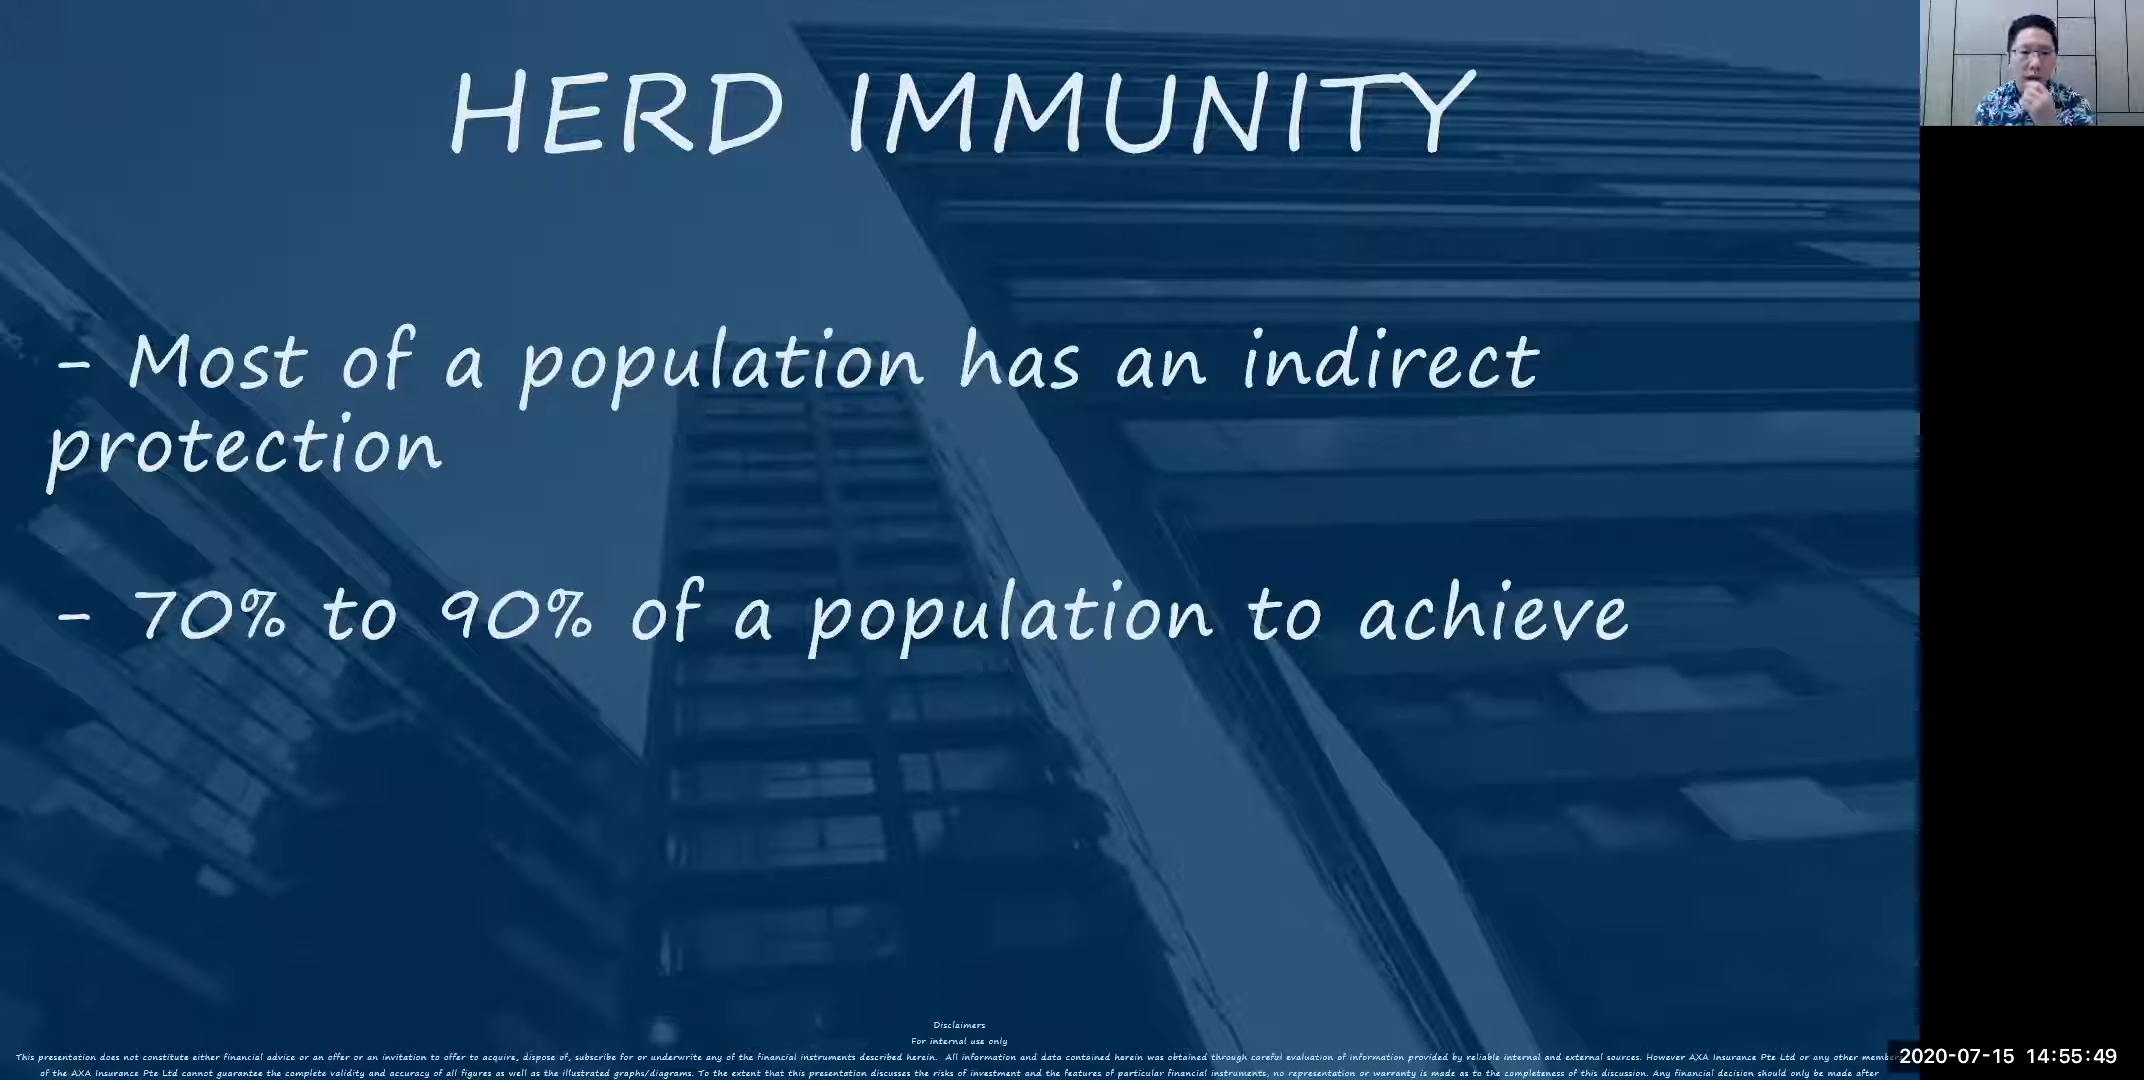 HERD IMMUNITY
- Most of a population has an indirect
protection
- 70% to 90% of a population to achieve
Disclaimers
For internal use only
This presentation does not constitute either financial advice or an offer or an invitation to offer to acquire, dispose of, subscribe for or underwrite any of the financial instruments described herein. All information and data contained herein was obtained through careful evaluation of information provided by reliable internal and external sources. However AXA Insurance Pte Ltd or any other
of the AXA Insurance Pte Ltd cannot guarantee the complete validity and accuracy of all figures as well as the illustrated graphs/diagrams. To the extent that this presentation discusses the risks of investment and the features of particular financial instruments, no representation or warranty is made as to the completeness of this discussion. Any financial decision should only be made after
2020-07-15 14:55:49